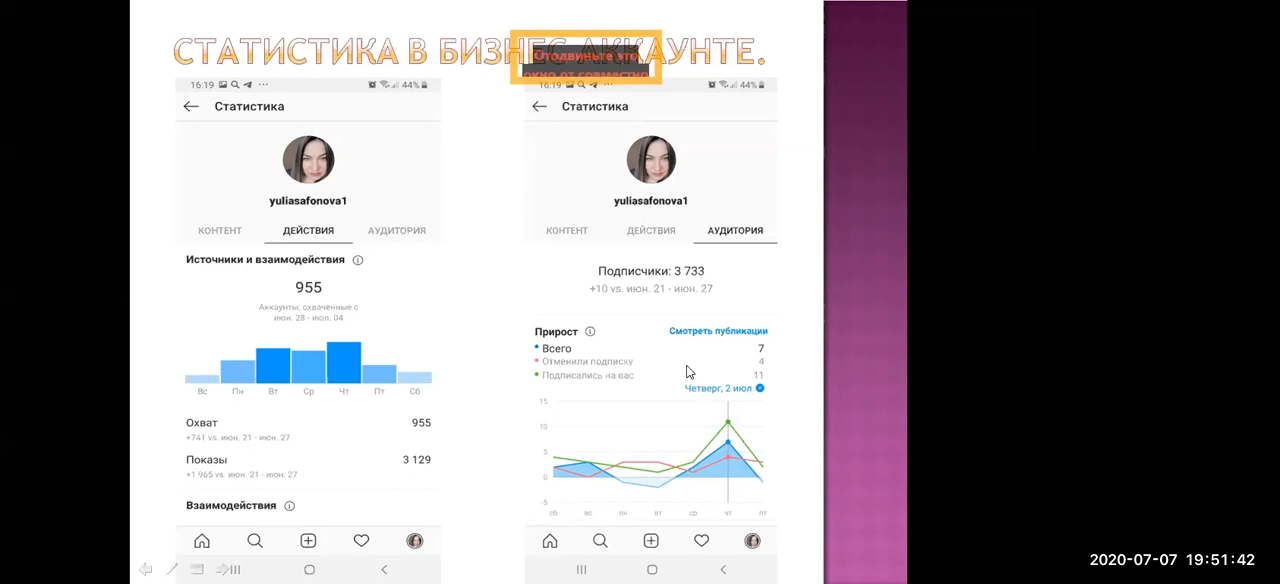 СТАТИСТИКА В БИЗНЕС АККАУНТЕ.
Отодвиньте это
окно от совместно
16:19 44%
Статистика
yuliasafonova1
КОНТЕНТ ДЕЙСТВИЯ АУДИТОРИЯ
Источники и взаимодействия
955
Аккаунты, охваченные с
июн. 28 - июл. 04
Вс Пн Вт Ср Чт Пт Сб
Охват 955
+741 vs. июн. 21 - июн. 27
Показы 3 129
+1 965 vs. июн. 21 - июн. 27
Взаимодействия
16:19 44%
Статистика
yuliasafonova1
КОНТЕНТ ДЕЙСТВИЯ АУДИТОРИЯ
Подписчики: 3 733
+10 vs. июн. 21 - июн. 27
Прирост Смотреть публикации
Всего 7
Отменили подписку 4
Подписались на вас 11
Четверг, 2 июл
15
10
5
0
-5
сб вс пн вт ср чт пт
2020-07-07 19:51:42